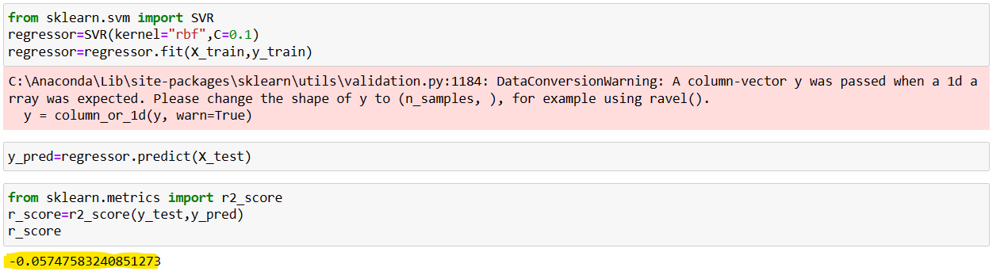 from sklearn.svm import SVR
regressor=SVR(kernel="rbf",C=0.1)
regressor=regressor.fit(X_train,y_train)
C:\Anaconda\Lib\site-packages\sklearn\utils\validation.py:1184: DataConversionWarning: A column-vector y was passed when a 1d a
rray was expected. Please change the shape of y to (n_samples, ), for example using ravel().
  y = column_or_1d(y, warn=True)
y_pred=regressor.predict(X_test)
from sklearn.metrics import r2_score
r_score=r2_score(y_test,y_pred)
r_score
-0.05747583240851273